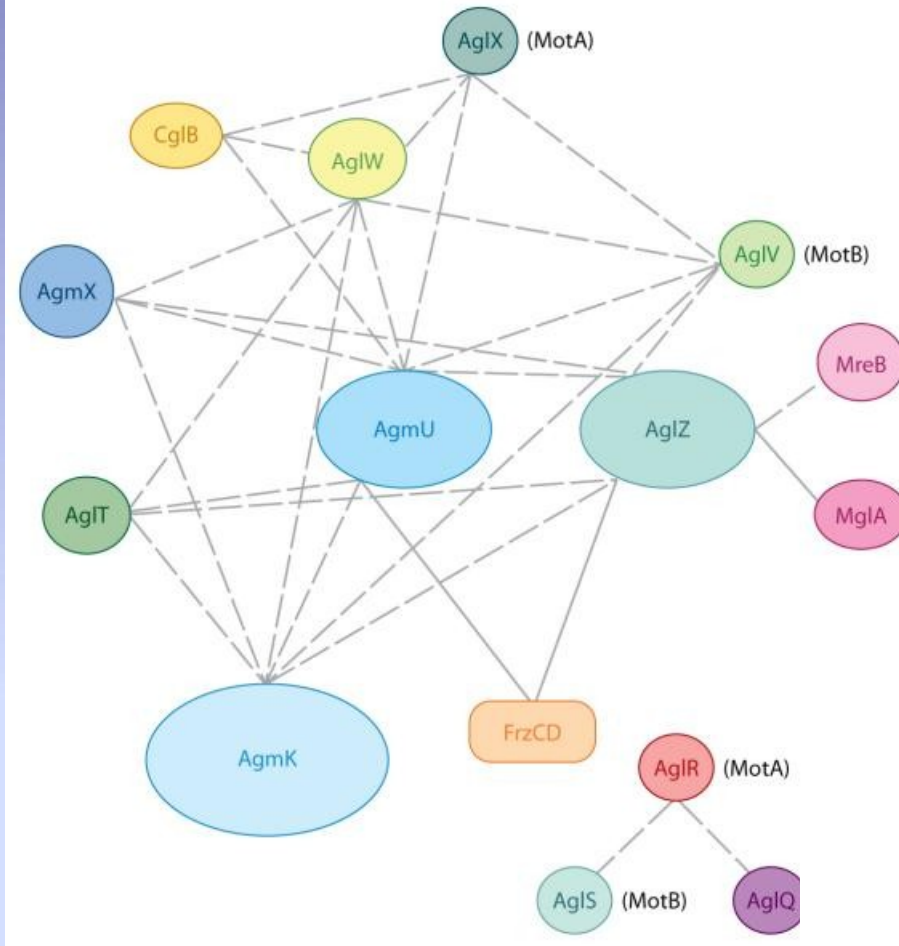 AglX (MotA)
CglB
AglW
AglV (MotB)
AgmX
MreB
AgmU
AglZ
AglT
MglA
FrzCD
AgmK
AglR (MotA)
AglS (MotB)
AglQ